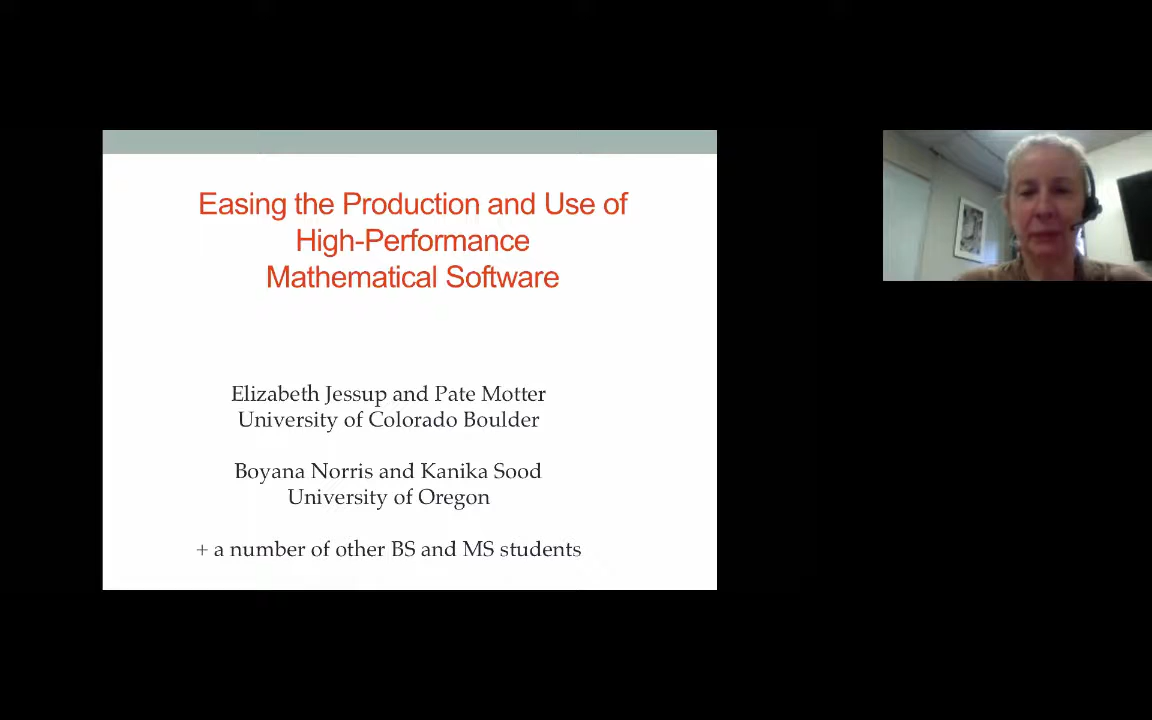 Easing the Production and Use of
High-Performance
Mathematical Software
Elizabeth Jessup and Pate Motter
University of Colorado Boulder
Boyana Norris and Kanika Sood
University of Oregon
+ a number of other BS and MS students